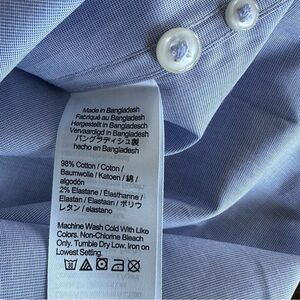 Made in Bangladesh
Fabriqué au Bangladesh
Hergestellt in Bangladesch
Vervaardigd in Bangladesh
バングラディシュ製
hecho en Bangladesh
98% Cotton / Coton /
Baumwolle / Katoen / 綿 /
algodón
2% Elastane / Élasthanne /
Elastan / Elastaan / ポリウ
レタン / elastano
Machine Wash Cold With Like
Colors. Non-Chlorine Bleach
Only. Tumble Dry Low. Iron on
Lowest Setting.